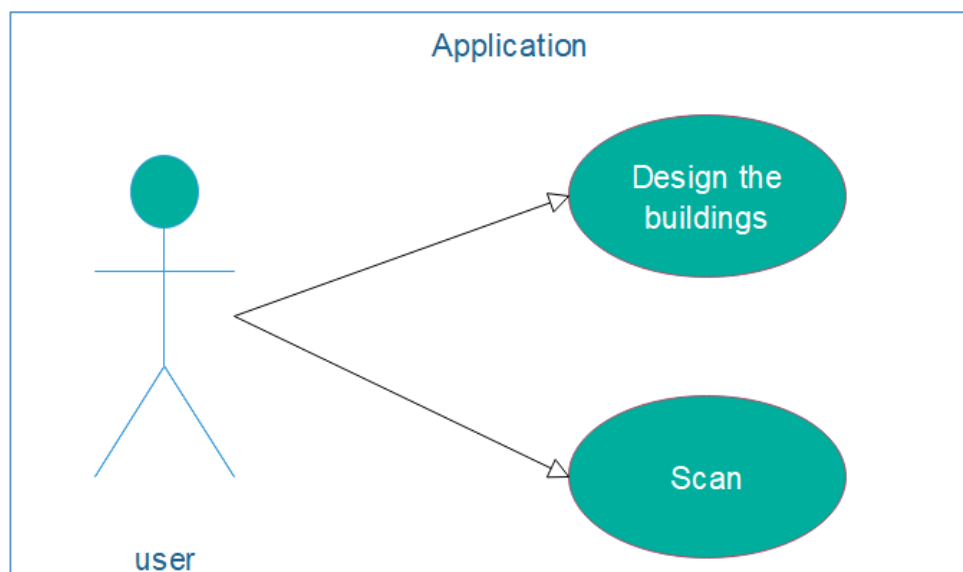 Application
Design the
buildings
Scan
user